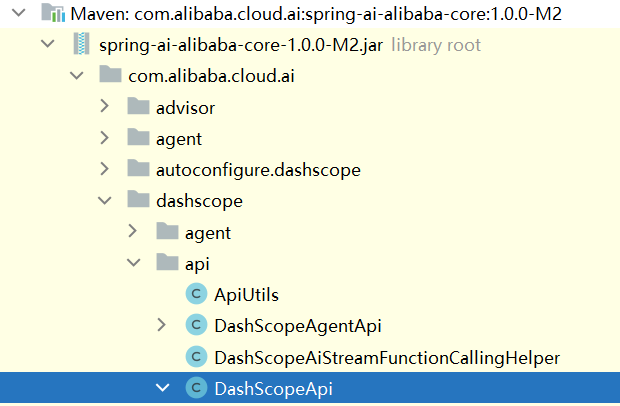 Maven: com.alibaba.cloud.ai:spring-ai-alibaba-core:1.0.0-M2
spring-ai-alibaba-core-1.0.0-M2.jar library root
com.alibaba.cloud.ai
advisor
agent
autoconfigure.dashscope
dashscope
agent
api
C ApiUtils
C DashScopeAgentApi
C DashScopeAiStreamFunctionCallingHelper
C DashScopeApi